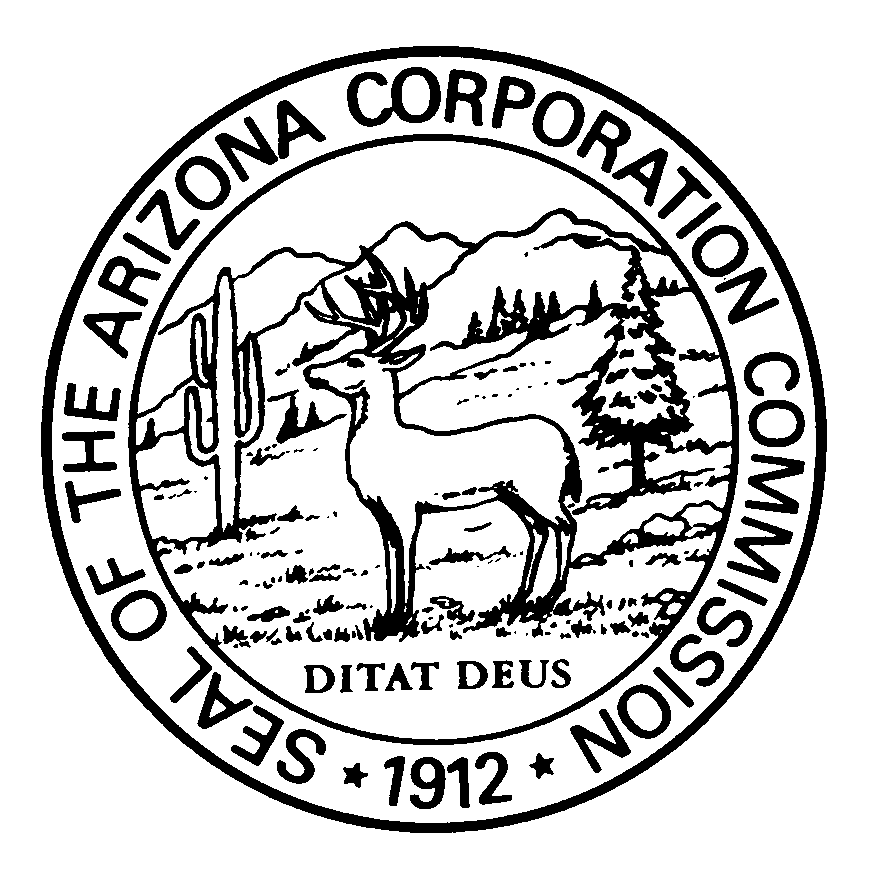 SEAL OF THE ARIZONA CORPORATION COMMISSION
DITAT DEUS
★ 1912 ★